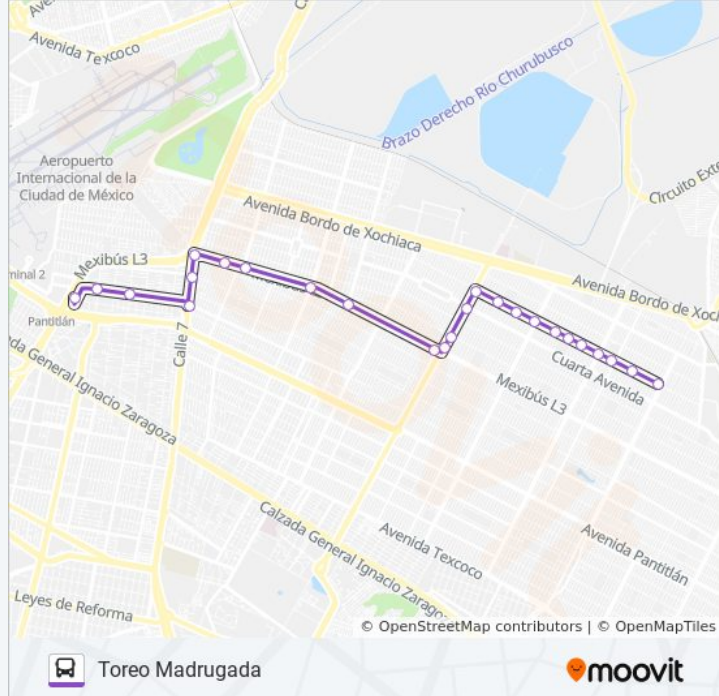 Avenida Texcoco
Brazo Derecho Río Churubusco
Aeropuerto
Internacional de la
Ciudad de México
Circuito Exte
Avenida Bordo de Xochiaca
Mexibús L3
minal 2
Avenida Bordo de Xoch
Pantitlán
Calle 7
da General Ignacio Zaragoza
Cuarta Avenida
Mexibús L3
Calzada General Ignacio Zaragoz
Avenida Texcoco
Avenida Pantitlán
Leyes de Reforma
© OpenStreetMap contributors | © OpenMapTiles
Toreo Madrugada
moovit